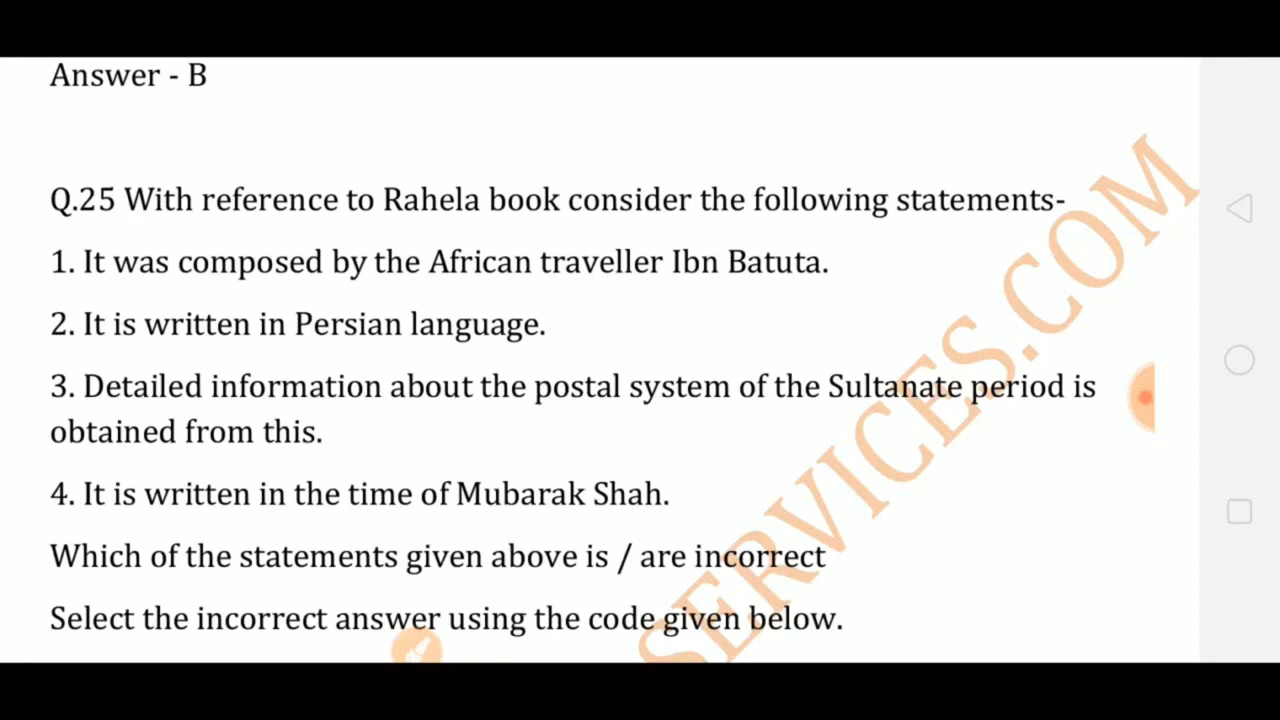 Answer - B
Q.25 With reference to Rahela book consider the following statements-
1. It was composed by the African traveller Ibn Batuta.
2. It is written in Persian language.
3. Detailed information about the postal system of the Sultanate period is
obtained from this.
4. It is written in the time of Mubarak Shah.
Which of the statements given above is / are incorrect
Select the incorrect answer using the code given below.
SERVICES.COM